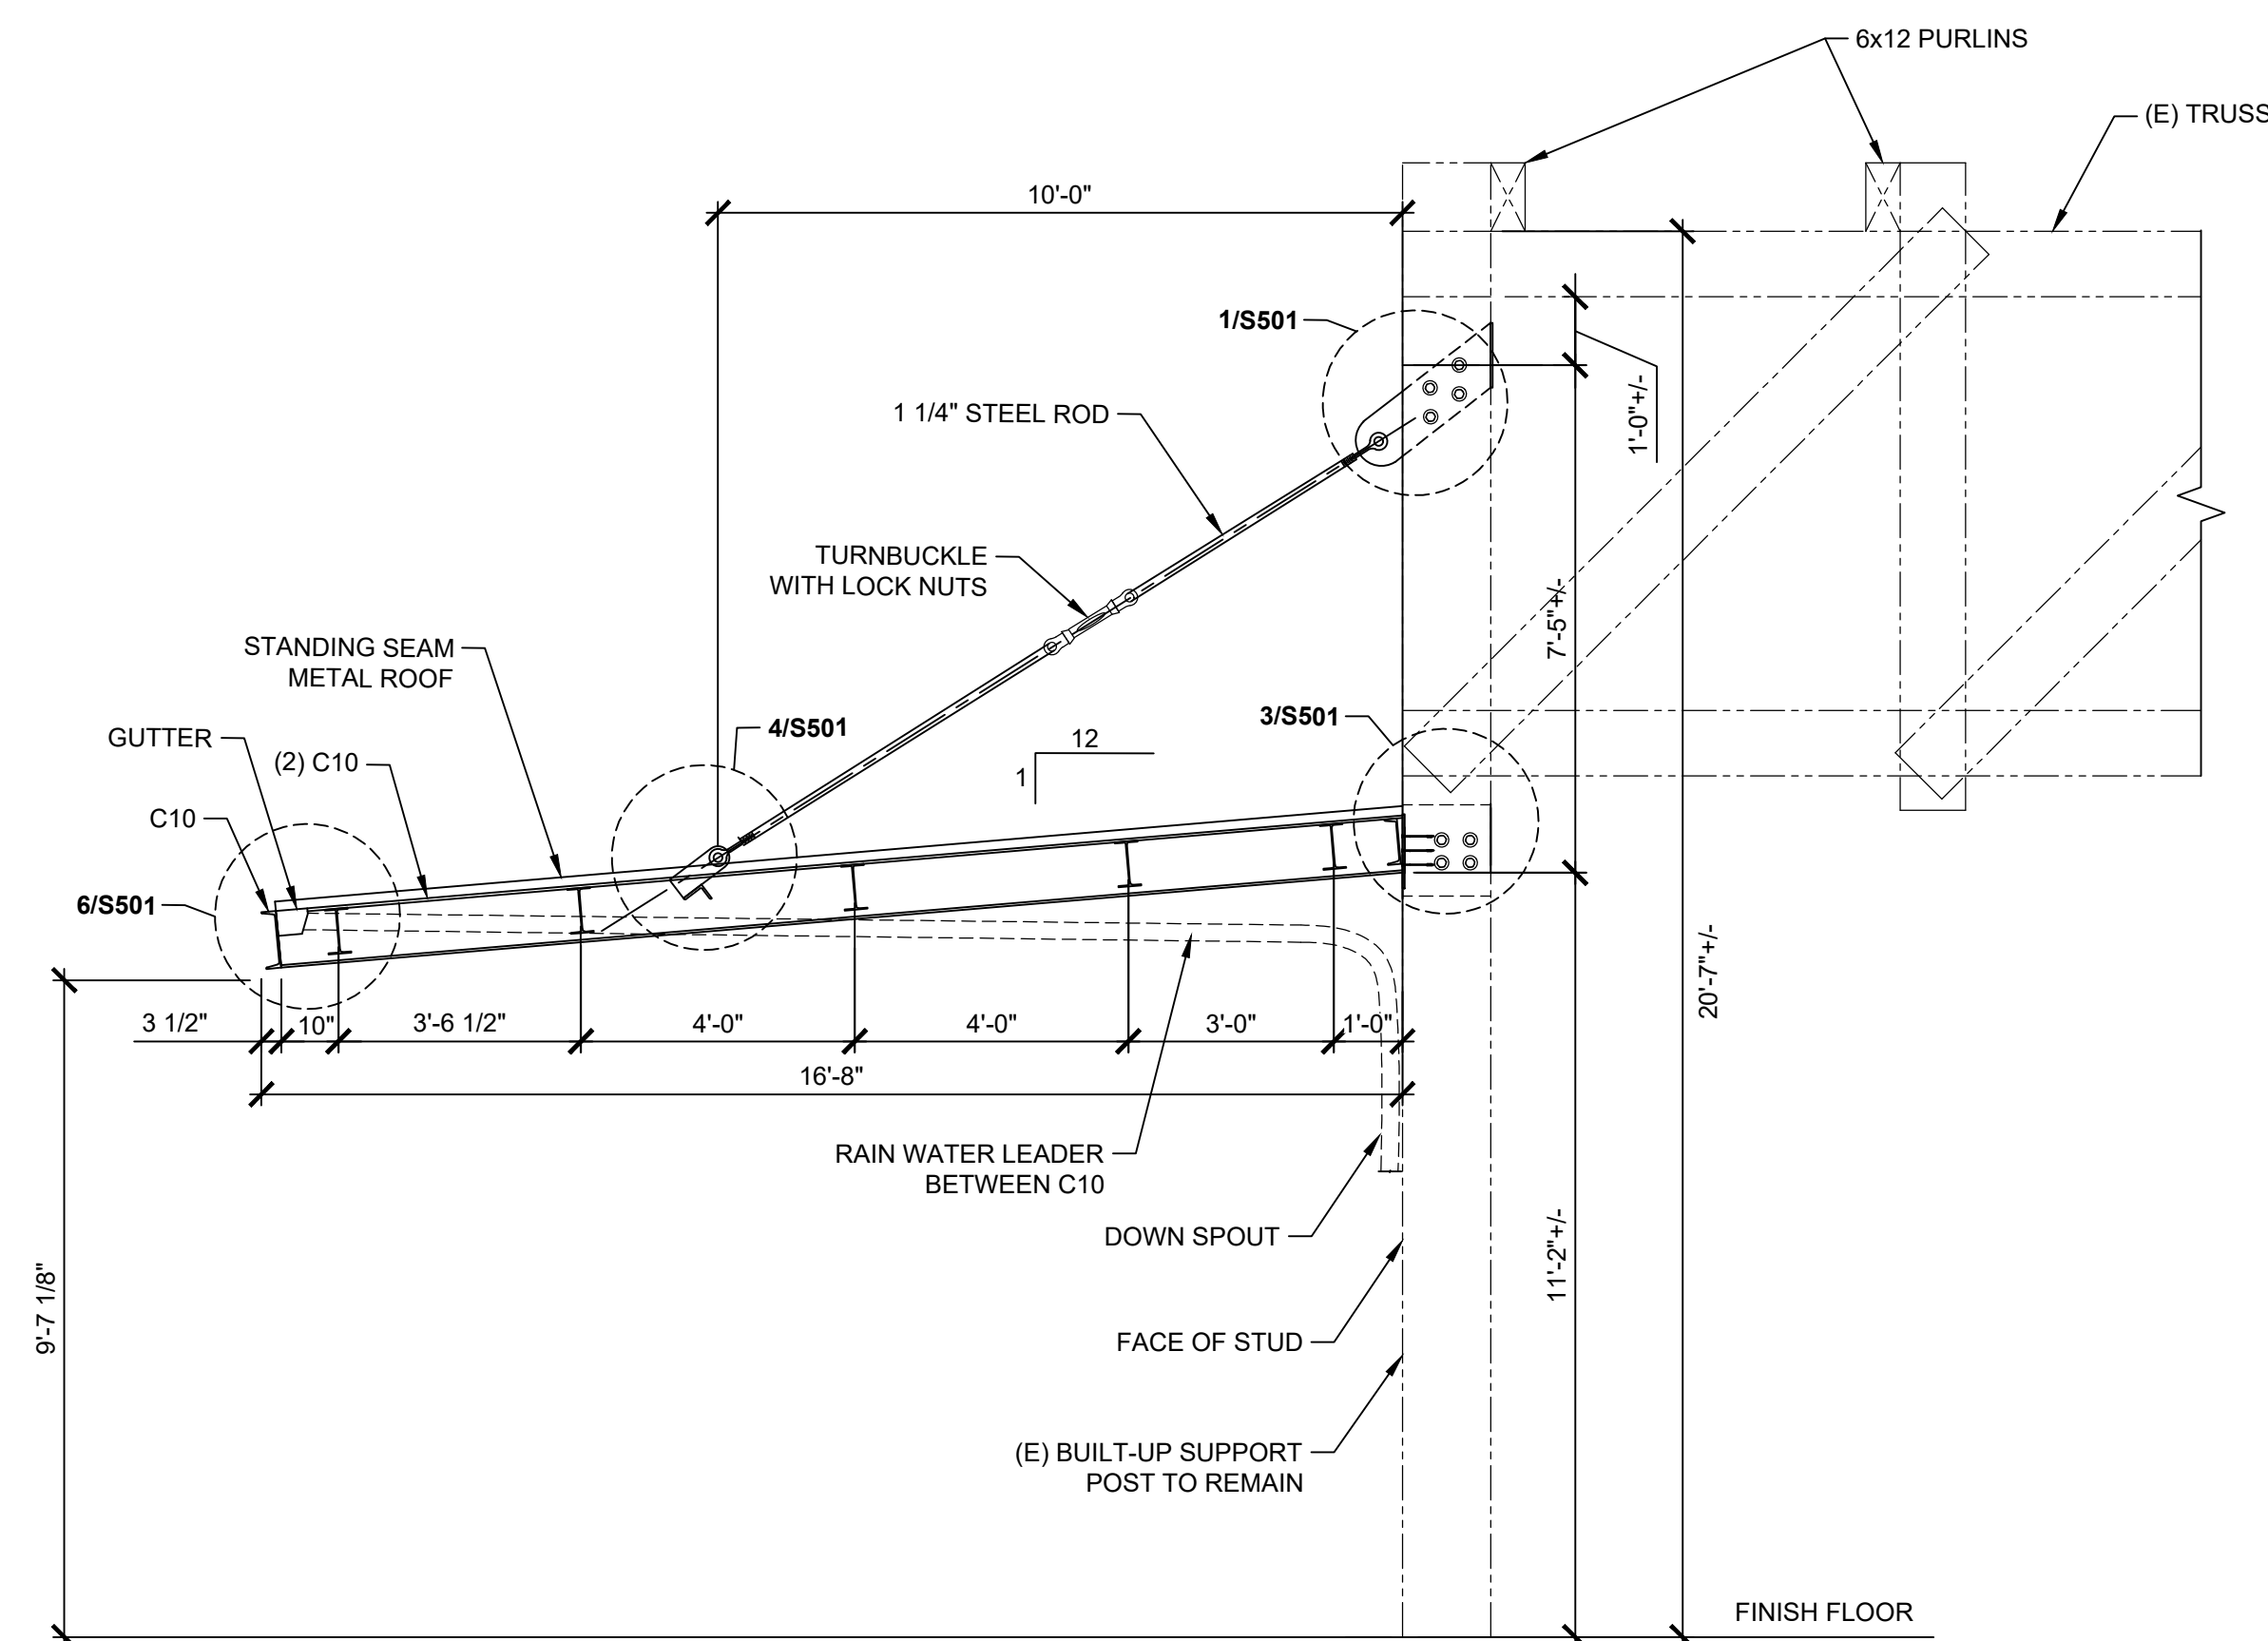 6x12 PURLINS
(E) TRUSS
10'-0"
1/S501
1'-0"+/-
1 1/4" STEEL ROD
TURNBUCKLE
WITH LOCK NUTS
7'-5"+/-
STANDING SEAM
METAL ROOF
4/S501
3/S501
GUTTER
(2) C10
12
1
C10
6/S501
20'-7"+/-
3 1/2"
10"
3'-6 1/2"
4'-0"
4'-0"
3'-0"
1'-0"
16'-8"
RAIN WATER LEADER
BETWEEN C10
DOWN SPOUT
11'-2"+/-
9'-7 1/8"
FACE OF STUD
(E) BUILT-UP SUPPORT
POST TO REMAIN
FINISH FLOOR